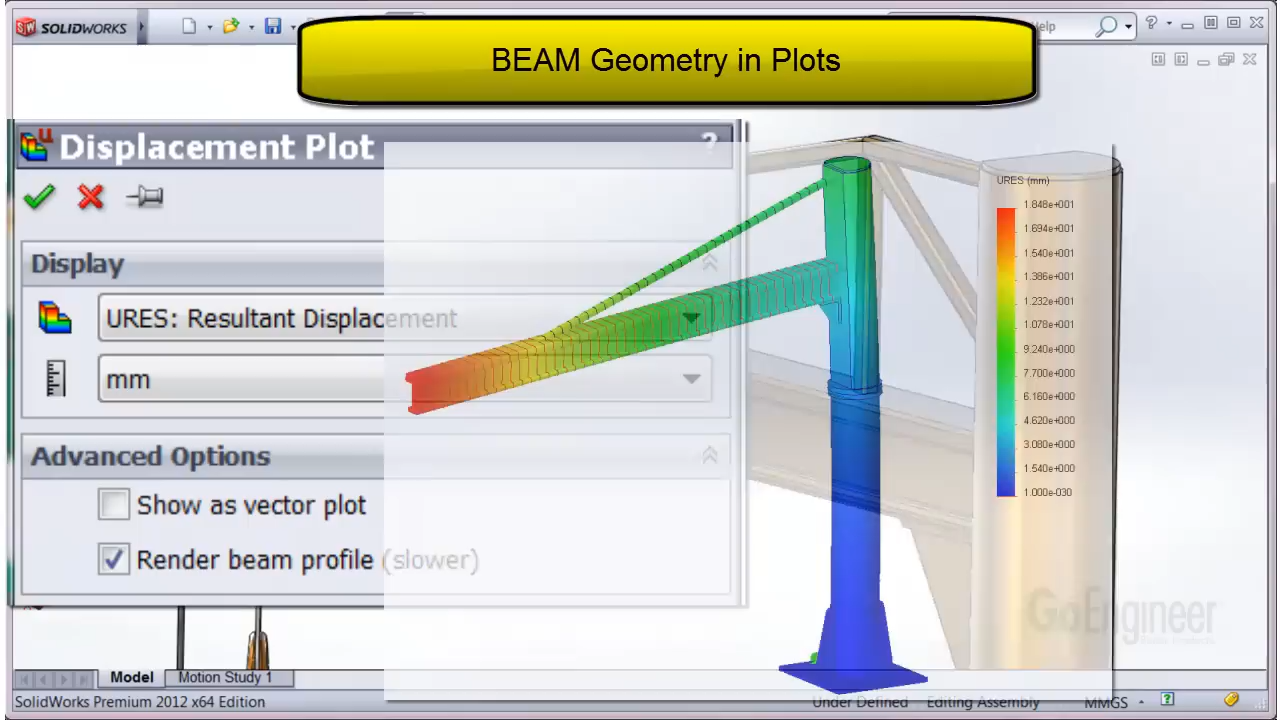 SOLIDWORKS
Help
?
BEAM Geometry in Plots
Displacement Plot
?
Display
URES: Resultant Displacement
mm
Advanced Options
Show as vector plot
Render beam profile (slower)
URES (mm)
1.848e+001
1.694e+001
1.540e+001
1.386e+001
1.232e+001
1.078e+001
9.240e+000
7.700e+000
6.160e+000
4.620e+000
3.080e+000
1.540e+000
1.000e-030
GoEngineer
Model
Motion Study 1
SolidWorks Premium 2012 x64 Edition
Under Defined
Editing Assembly
MMGS
?